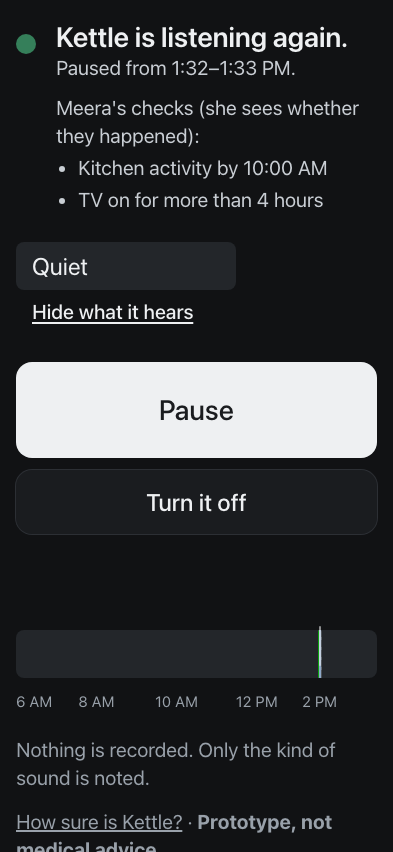 Kettle is listening again.
Paused from 1:32–1:33 PM.
Meera's checks (she sees whether
they happened):
• Kitchen activity by 10:00 AM
• TV on for more than 4 hours
Quiet
Hide what it hears
Pause
Turn it off
6 AM 8 AM 10 AM 12 PM 2 PM
Nothing is recorded. Only the kind of
sound is noted.
How sure is Kettle? · Prototype, not
medical advice